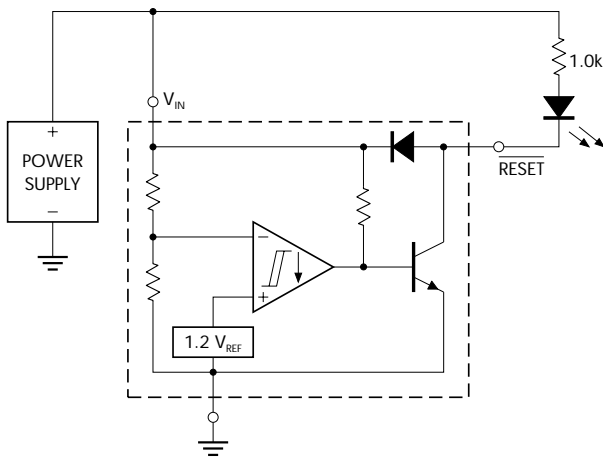 1.0k
V_IN
+
POWER
SUPPLY
−
RESET
−
+
1.2 V_REF